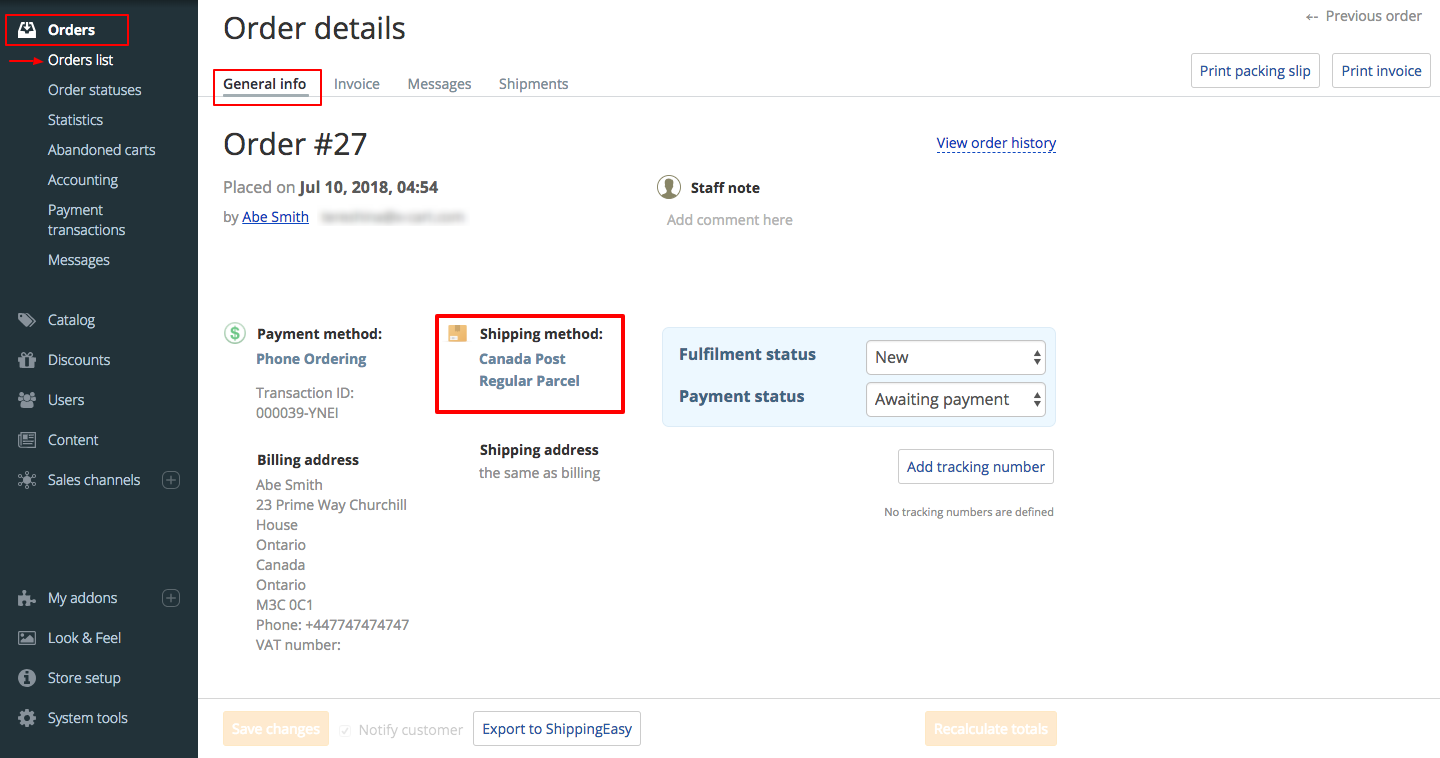 Orders
Orders list
Order statuses
Statistics
Abandoned carts
Accounting
Payment
transactions
Messages
Catalog
Discounts
Users
Content
Sales channels
My addons
Look & Feel
Store setup
System tools
Order details
Previous order
General info
Invoice
Messages
Shipments
Print packing slip
Print invoice
Order #27
View order history
Placed on Jul 10, 2018, 04:54
by Abe Smith
Staff note
Add comment here
Payment method:
Phone Ordering
Transaction ID:
000039-YNEI
Shipping method:
Canada Post
Regular Parcel
Fulfilment status
New
Payment status
Awaiting payment
Billing address
Abe Smith
23 Prime Way Churchill
House
Ontario
Canada
Ontario
M3C 0C1
Phone: +447747474747
VAT number:
Shipping address
the same as billing
Add tracking number
No tracking numbers are defined
Save changes
Notify customer
Export to ShippingEasy
Recalculate totals